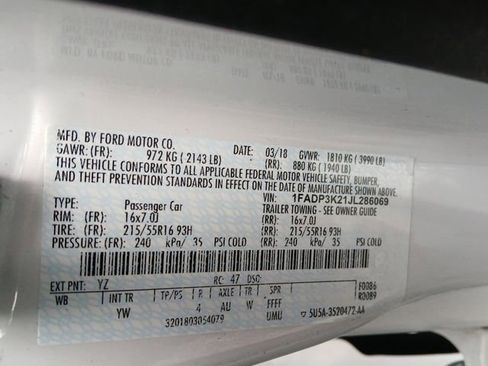 MFD. BY FORD MOTOR CO.
DATE: 03/18 GVWR: 1810 KG ( 3990 LB)
GAWR: (FR): 972 KG ( 2143 LB) (RR): 880 KG ( 1940 LB)
THIS VEHICLE CONFORMS TO ALL APPLICABLE FEDERAL MOTOR VEHICLE SAFETY, BUMPER,
AND THEFT PREVENTION STANDARDS IN EFFECT ON THE DATE OF MANUFACTURE SHOWN ABOVE.
VIN: 1FADP3K21JL286069
TYPE: Passenger Car TRAILER TOWING - SEE OWNER GUIDE
RIM: (FR) 16x7.0J (RR): 16x7.0J
TIRE: (FR) 215/55R16 93H (RR): 215/55R16 93H
PRESSURE: (FR) 240 kPa/ 35 PSI COLD (RR): 240 kPa/ 35 PSI COLD
EXT PNT: YZ RC: 47 DSO: F0086
WB INT TR TP/PS R AXLE TR SPR R0089
YW 4 AU W FFFF
3201803054079 UMU 5U5A-3520472-AA